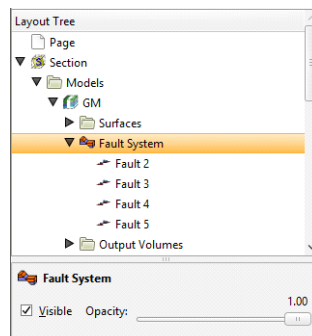 Layout Tree
Page
Section
Models
GM
Surfaces
Fault System
Fault 2
Fault 3
Fault 4
Fault 5
Output Volumes
Fault System
Visible Opacity: 1.00